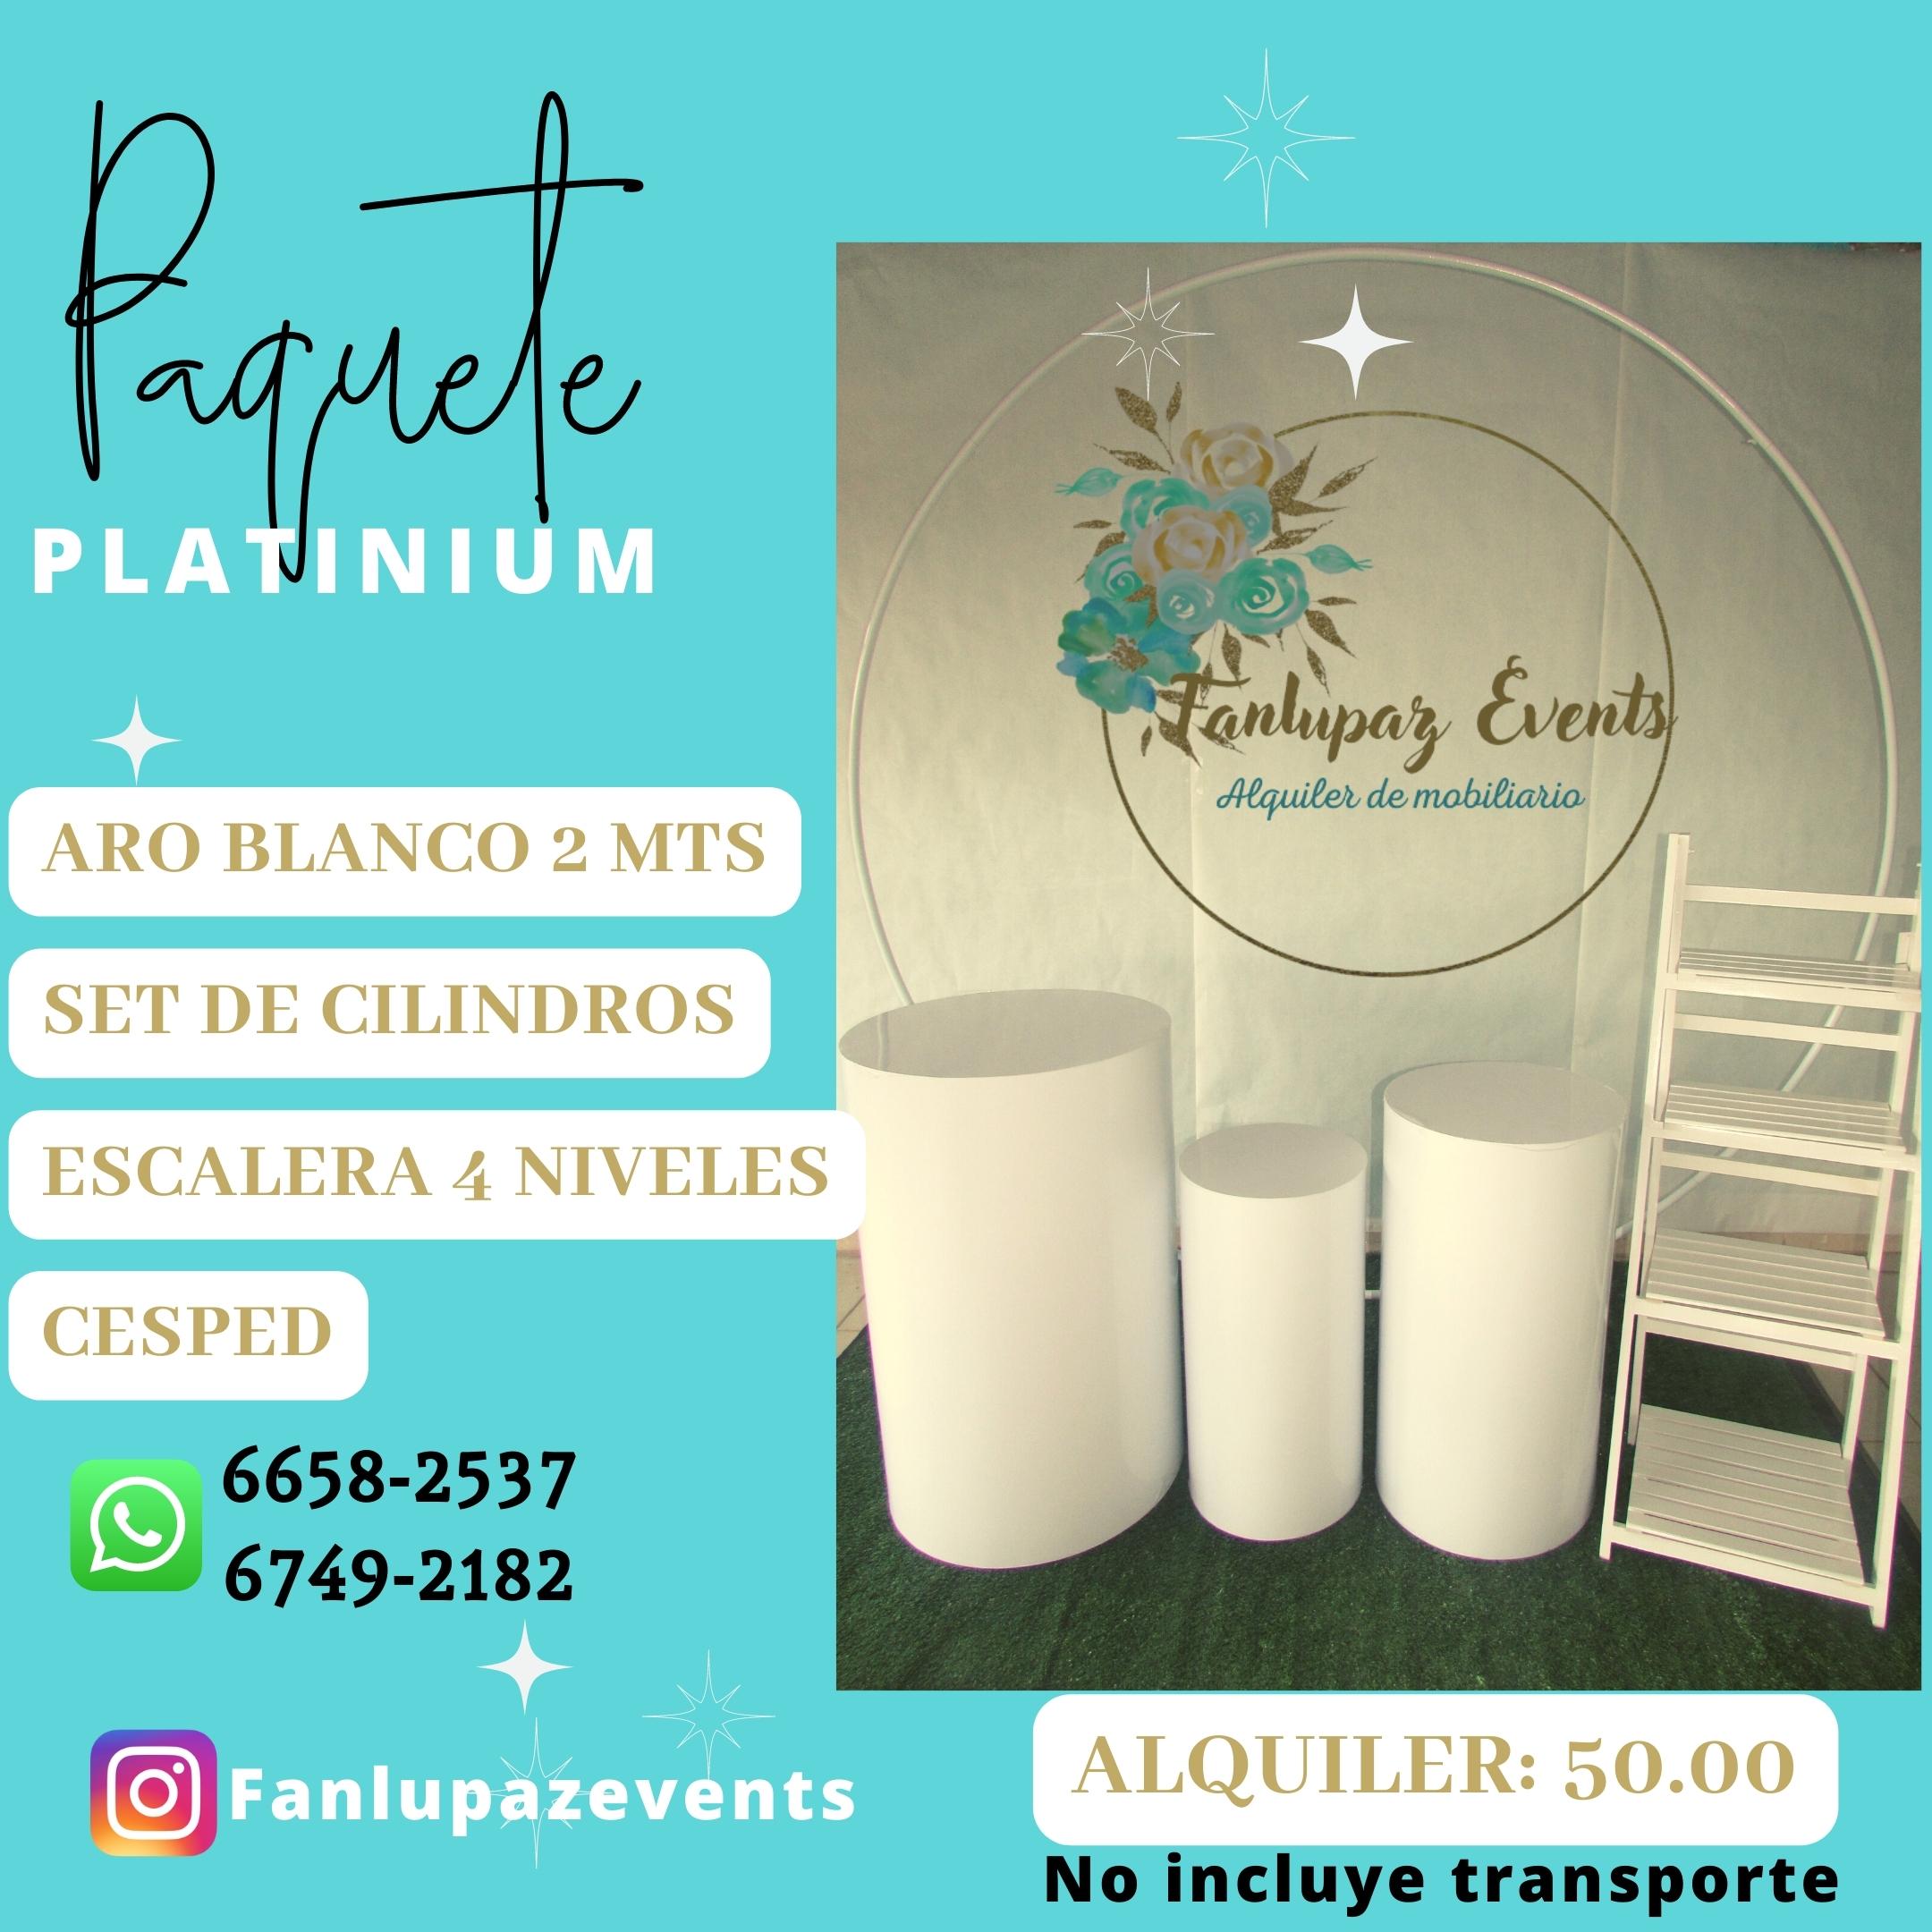 Paquete
PLATINIUM
Fanlupaz Events
Alquiler de mobiliario
ARO BLANCO 2 MTS
SET DE CILINDROS
ESCALERA 4 NIVELES
CESPED
6658-2537
6749-2182
Fanlupazevents
ALQUILER: 50.00
No incluye transporte